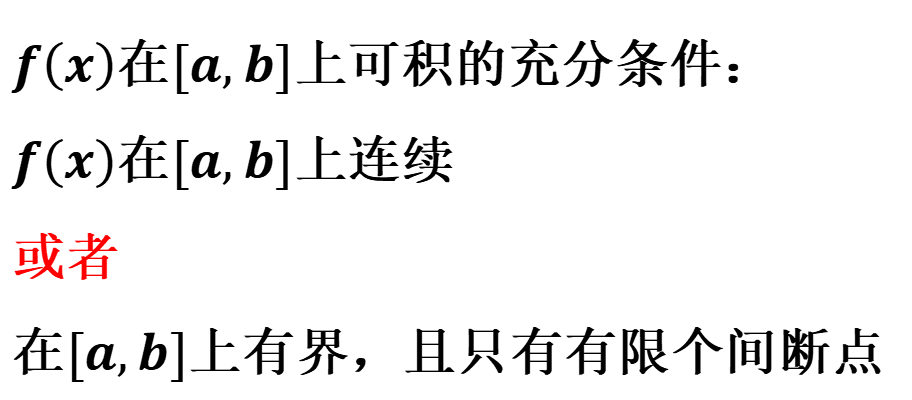 f(x)在[a,b]上可积的充分条件：
f(x)在[a,b]上连续
或者
在[a,b]上有界，且只有有限个间断点